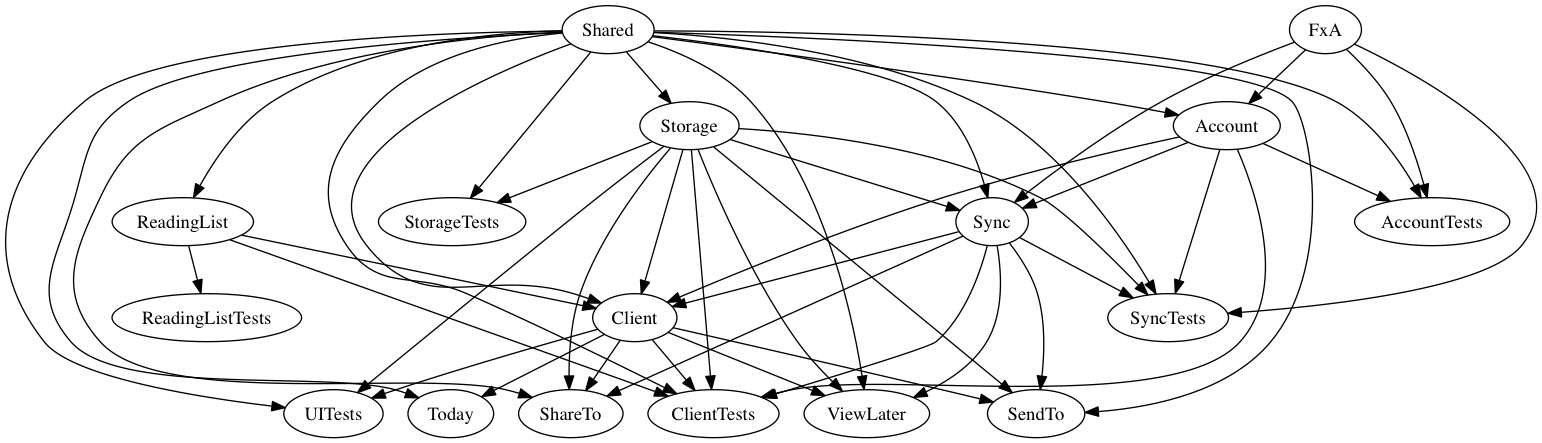 Shared
FxA
Storage
Account
ReadingList
StorageTests
Sync
AccountTests
ReadingListTests
Client
SyncTests
UITests
Today
ShareTo
ClientTests
ViewLater
SendTo